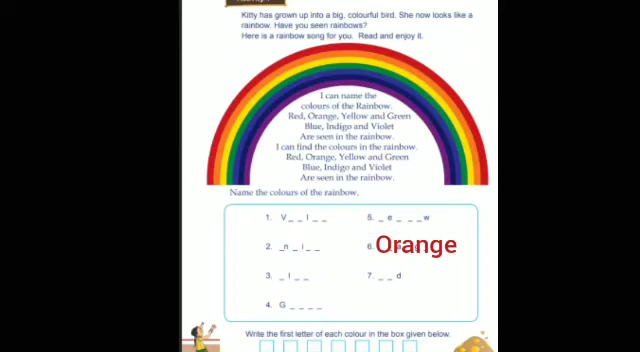 Kitty has grown up into a big, colourful bird. She now looks like a
rainbow. Have you seen rainbows?
Here is a rainbow song for you. Read and enjoy it.
I can name the
colours of the Rainbow.
Red, Orange, Yellow and Green
Blue, Indigo and Violet
Are seen in the rainbow.
I can find the colours in the rainbow.
Red, Orange, Yellow and Green
Blue, Indigo and Violet
Are seen in the rainbow.
Name the colours of the rainbow.
1. V _ _ l _ _
2. _ n _ i _ _
3. _ l _ _
4. G _ _ _ _
5. _ e _ _ _ w
6. Orange
7. _ _ d
Write the first letter of each colour in the box given below.